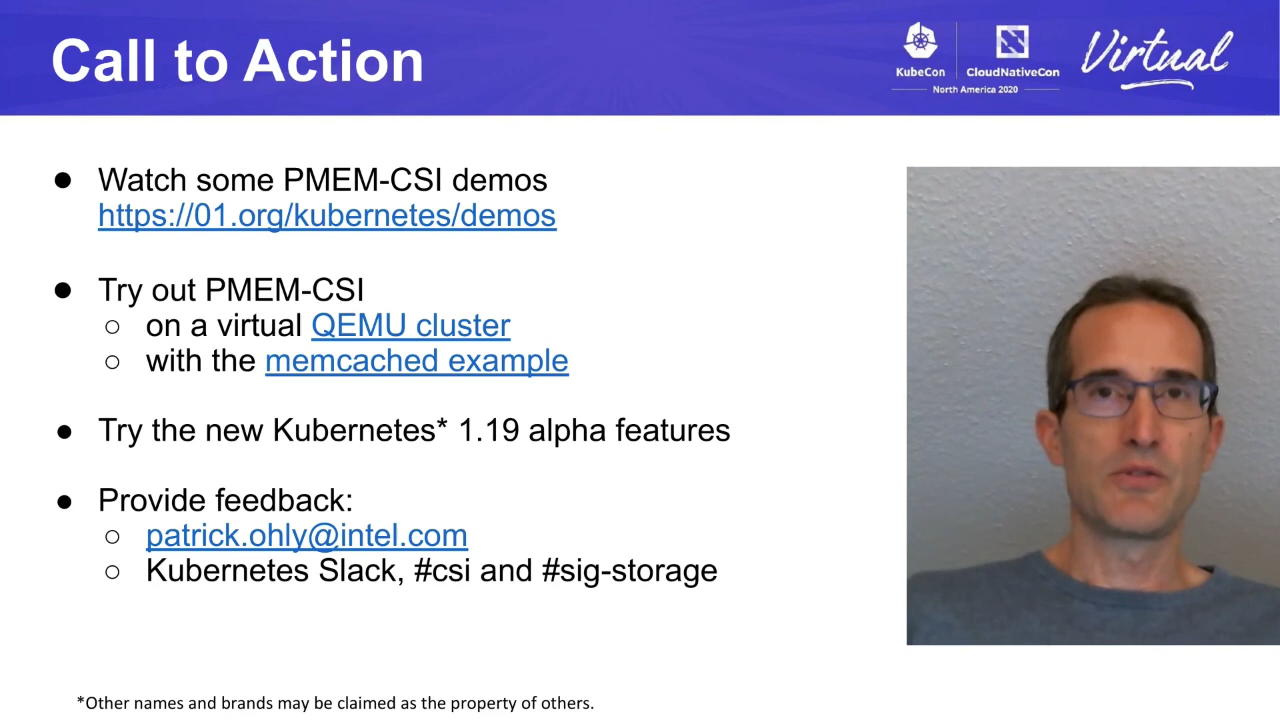 Call to Action
KubeCon
CloudNativeCon
North America 2020
Virtual
● Watch some PMEM-CSI demos
https://01.org/kubernetes/demos
● Try out PMEM-CSI
○ on a virtual QEMU cluster
○ with the memcached example
● Try the new Kubernetes* 1.19 alpha features
● Provide feedback:
○ patrick.ohly@intel.com
○ Kubernetes Slack, #csi and #sig-storage
*Other names and brands may be claimed as the property of others.